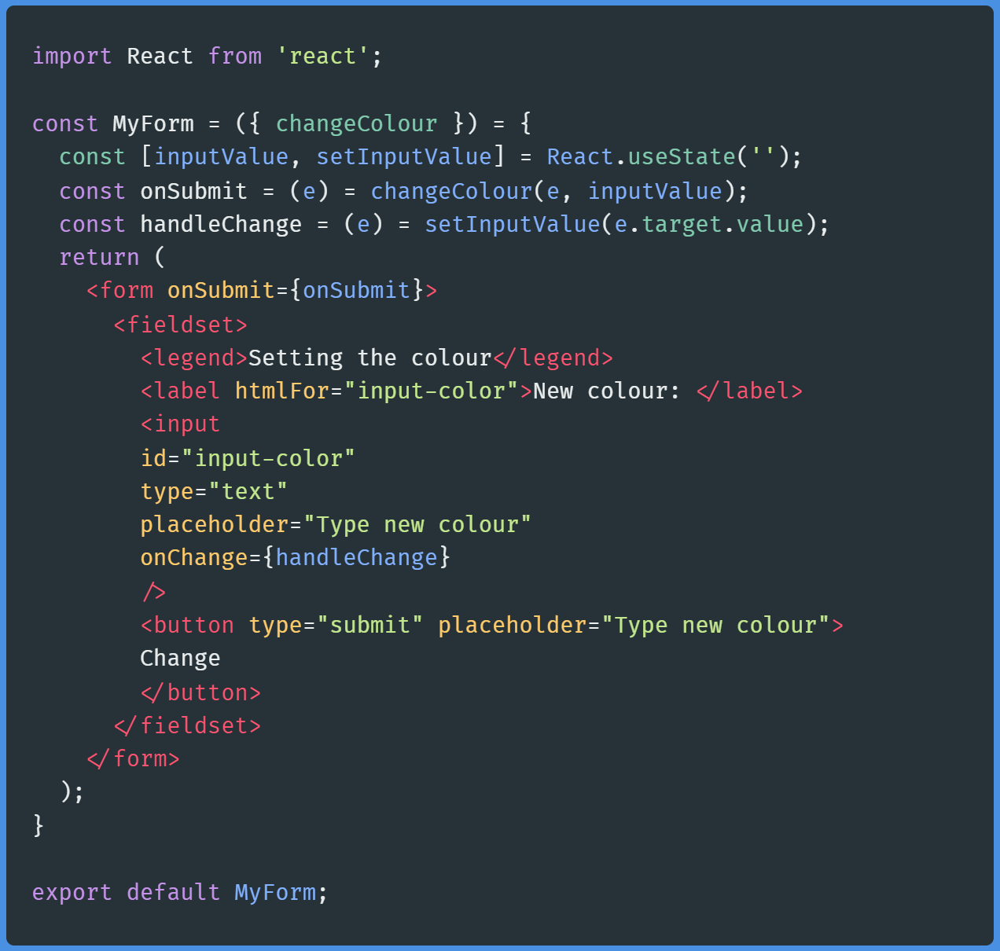 import React from 'react';

const MyForm = ({ changeColour }) = {
  const [inputValue, setInputValue] = React.useState('');
  const onSubmit = (e) = changeColour(e, inputValue);
  const handleChange = (e) = setInputValue(e.target.value);
  return (
    <form onSubmit={onSubmit}>
      <fieldset>
        <legend>Setting the colour</legend>
        <label htmlFor="input-color">New colour: </label>
        <input
        id="input-color"
        type="text"
        placeholder="Type new colour"
        onChange={handleChange}
        />
        <button type="submit" placeholder="Type new colour">
        Change
        </button>
      </fieldset>
    </form>
  );
}

export default MyForm;